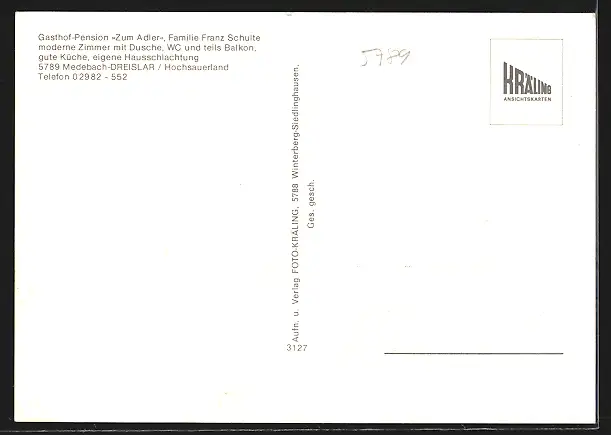 Gasthof-Pension »Zum Adler«, Familie Franz Schulte
moderne Zimmer mit Dusche, WC und teils Balkon,
gute Küche, eigene Hausschlachtung
5789 Medebach-DREISLAR / Hochsauerland
Telefon 02982 - 552
5789
KRÄLING
ANSICHTSKARTEN
Aufn. u. Verlag FOTO-KRÄLING, 5788 Winterberg-Siedlinghausen,
Ges. gesch.
3127